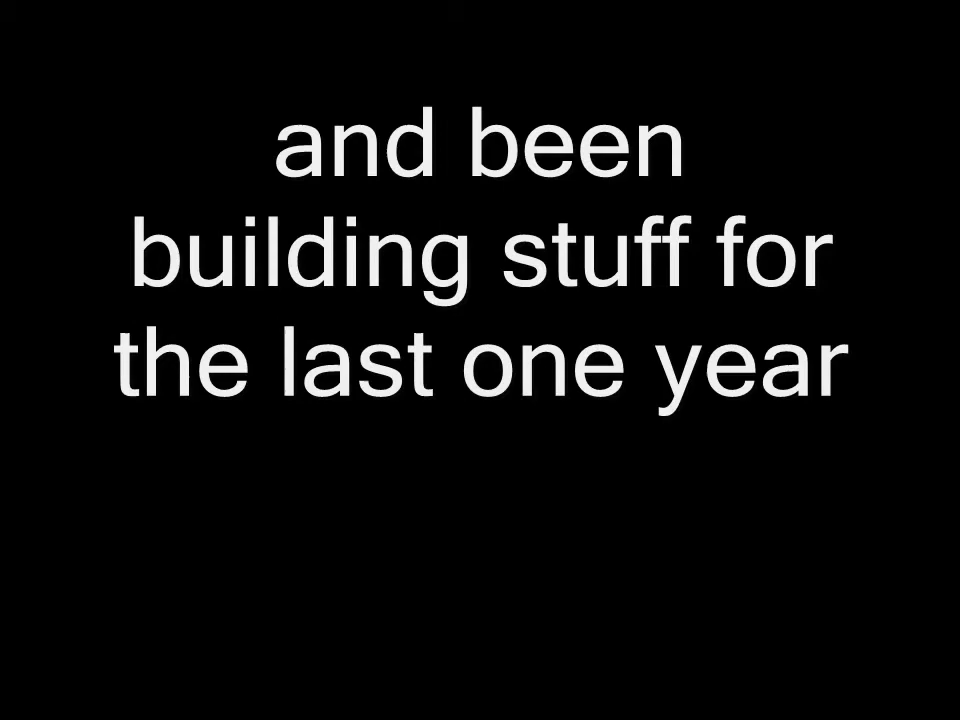 and been
building stuff for
the last one year